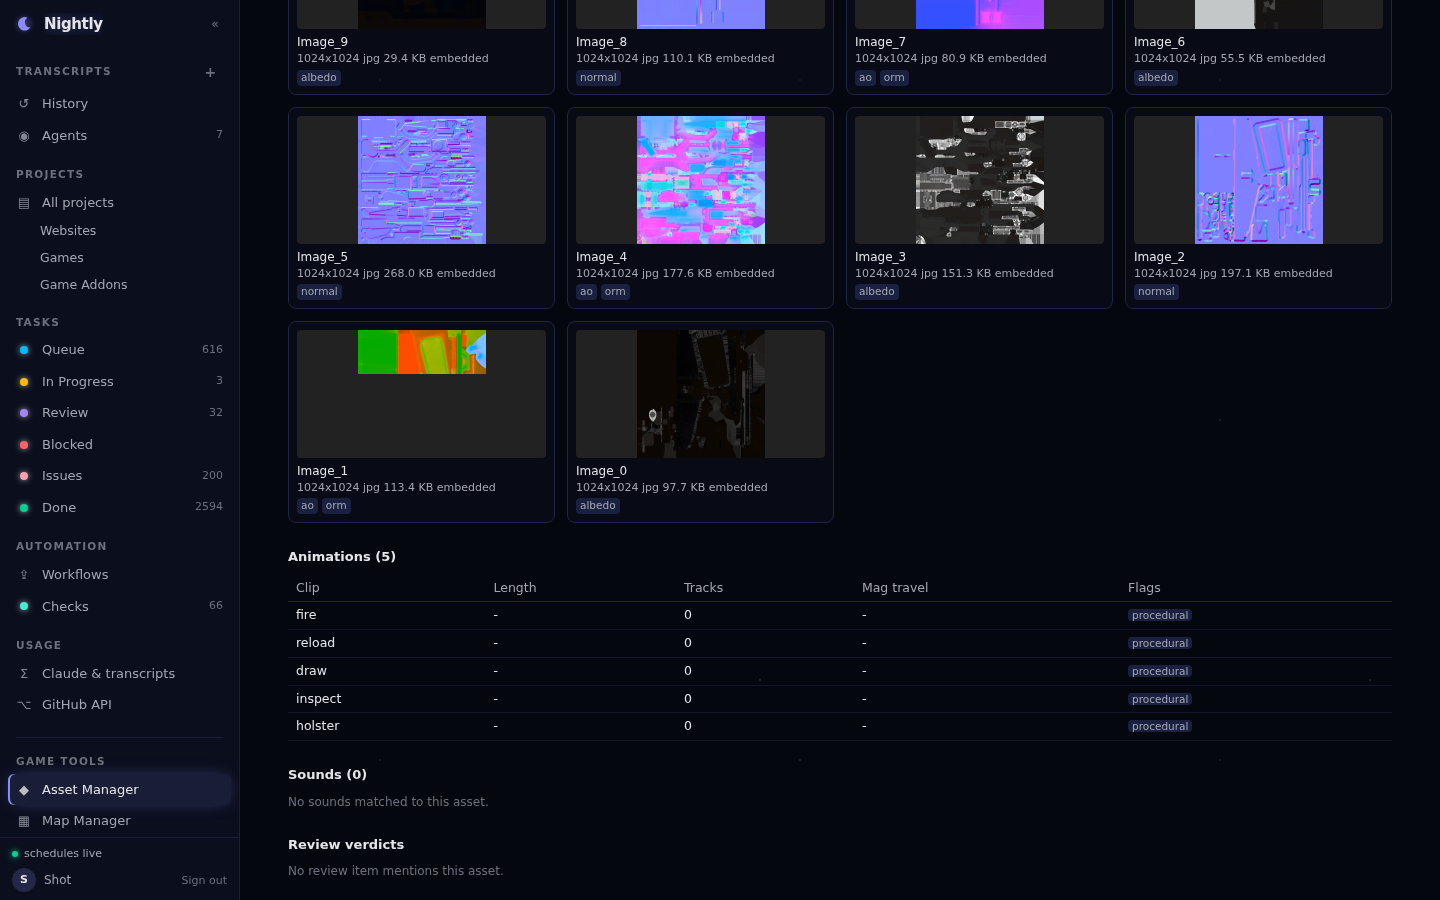 Nightly «
TRANSCRIPTS +
History
Agents 7
PROJECTS
All projects
Websites
Games
Game Addons
TASKS
Queue 616
In Progress 3
Review 32
Blocked
Issues 200
Done 2594
AUTOMATION
Workflows
Checks 66
USAGE
Σ Claude & transcripts
GitHub API
GAME TOOLS
Asset Manager
Map Manager
schedules live
S Shot Sign out
Image_9
1024x1024 jpg 29.4 KB embedded
albedo
Image_8
1024x1024 jpg 110.1 KB embedded
normal
Image_7
1024x1024 jpg 80.9 KB embedded
ao orm
Image_6
1024x1024 jpg 55.5 KB embedded
albedo
Image_5
1024x1024 jpg 268.0 KB embedded
normal
Image_4
1024x1024 jpg 177.6 KB embedded
ao orm
Image_3
1024x1024 jpg 151.3 KB embedded
albedo
Image_2
1024x1024 jpg 197.1 KB embedded
normal
Image_1
1024x1024 jpg 113.4 KB embedded
ao orm
Image_0
1024x1024 jpg 97.7 KB embedded
albedo
Animations (5)
Clip Length Tracks Mag travel Flags
fire - 0 - procedural
reload - 0 - procedural
draw - 0 - procedural
inspect - 0 - procedural
holster - 0 - procedural
Sounds (0)
No sounds matched to this asset.
Review verdicts
No review item mentions this asset.